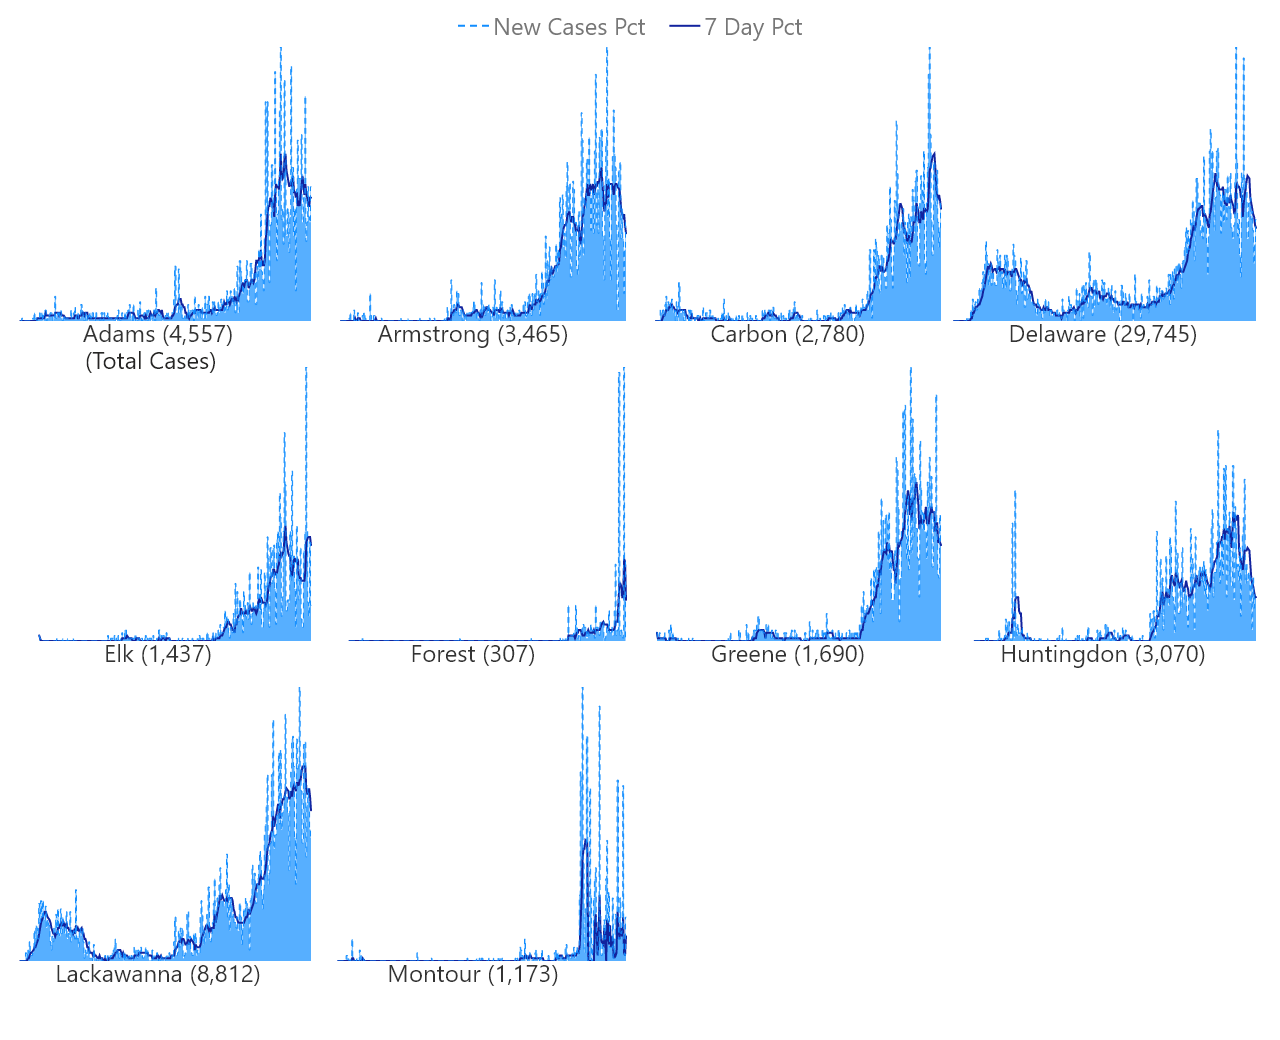 New Cases Pct 7 Day Pct
Adams (4,557)
(Total Cases)
Armstrong (3,465)
Carbon (2,780)
Delaware (29,745)
Elk (1,437)
Forest (307)
Greene (1,690)
Huntingdon (3,070)
Lackawanna (8,812)
Montour (1,173)